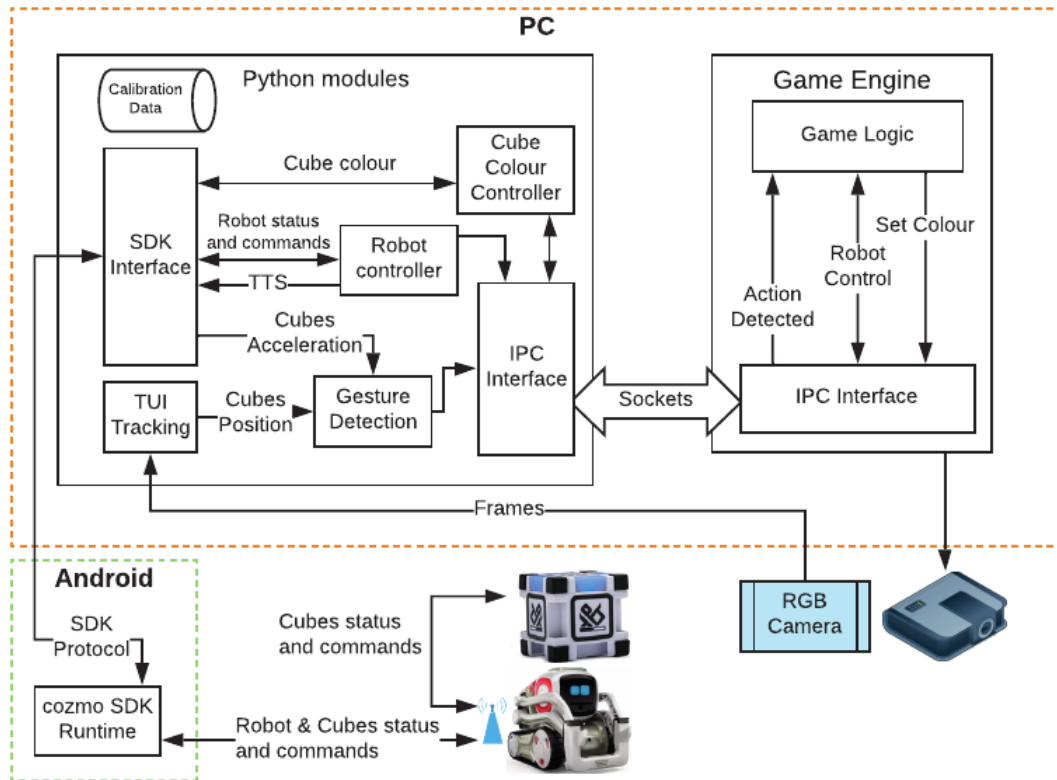 PC
Python modules
Calibration
Data
Cube colour
Cube
Colour
Controller
SDK
Interface
Robot status
and commands
TTS
Robot
controller
Cubes
Acceleration
IPC
Interface
TUI
Tracking
Cubes
Position
Gesture
Detection
Sockets
Game Engine
Game Logic
Set Colour
Robot
Control
Action
Detected
IPC Interface
Frames
Android
SDK
Protocol
cozmo SDK
Runtime
Cubes status
and commands
Robot & Cubes status
and commands
RGB
Camera